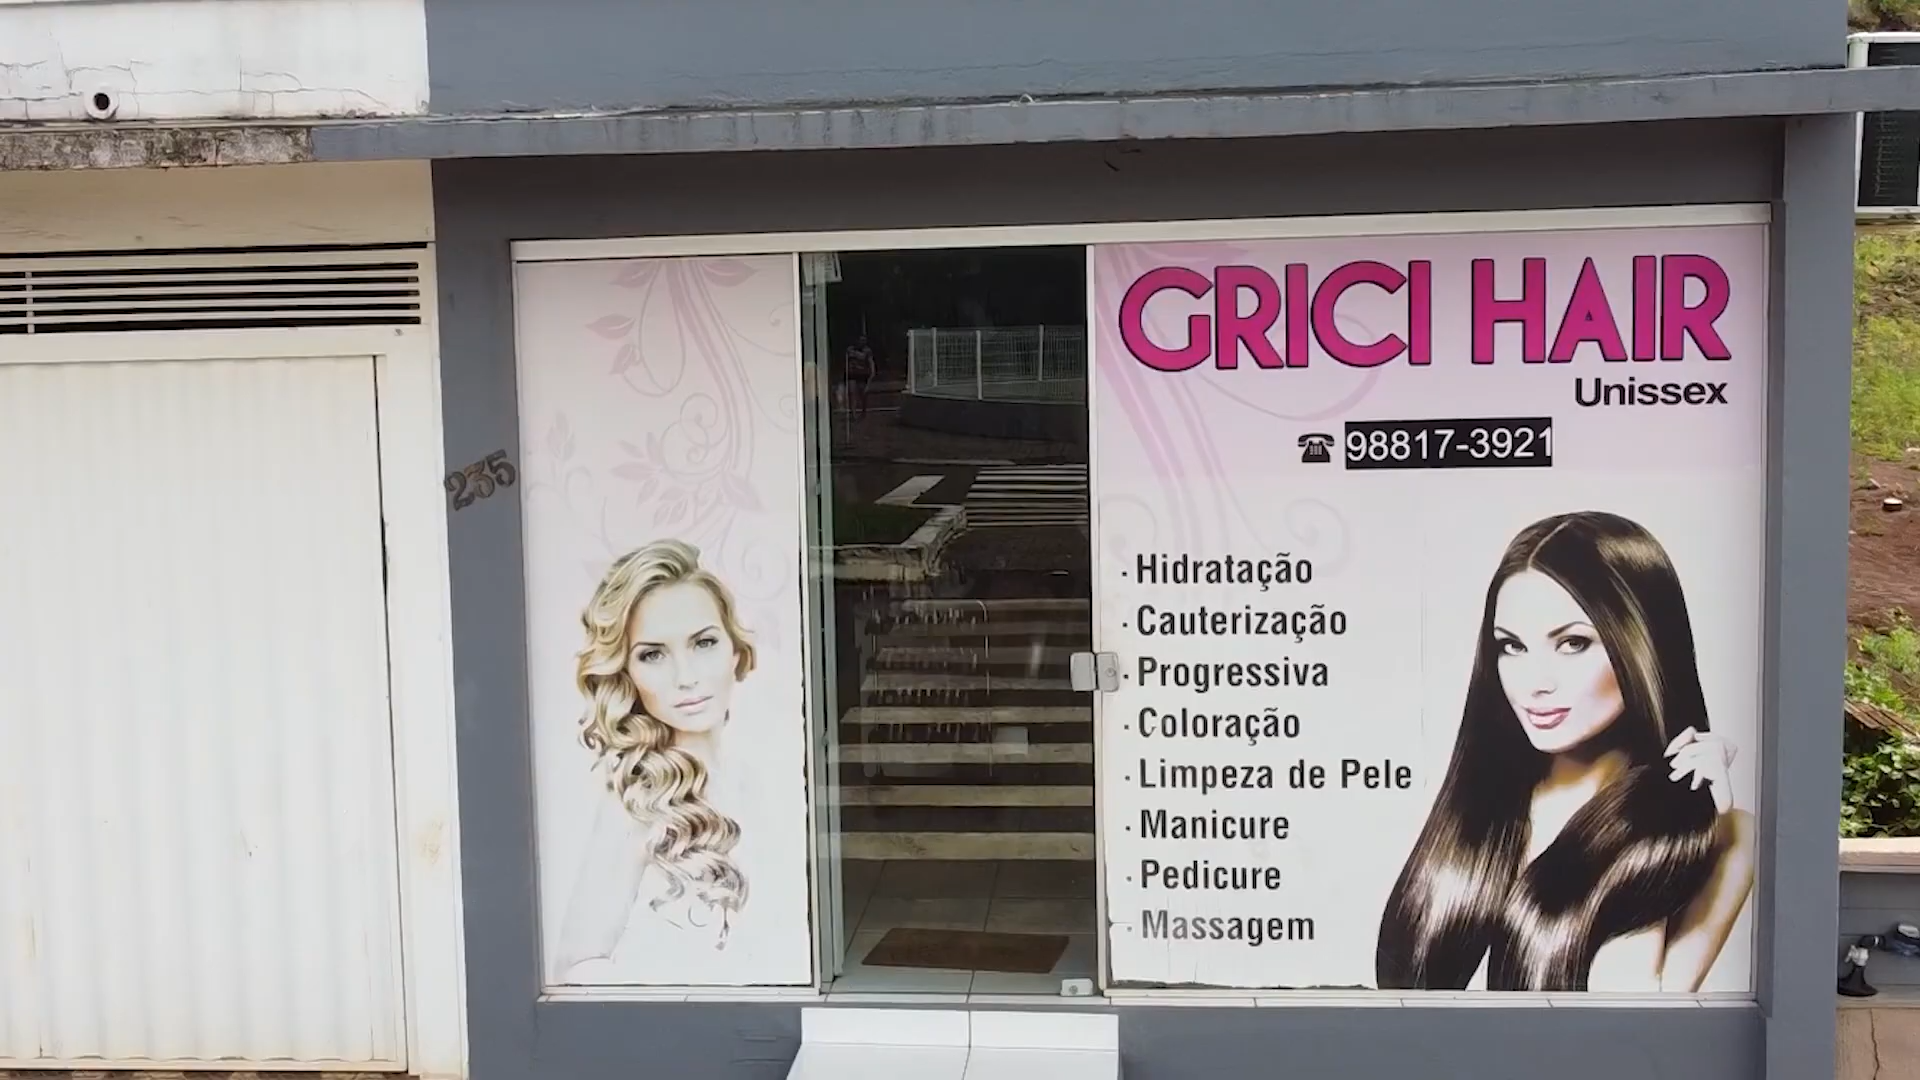 GRICI HAIR
Unissex
☎ 98817-3921
235
· Hidratação
· Cauterização
· Progressiva
· Coloração
· Limpeza de Pele
· Manicure
· Pedicure
· Massagem